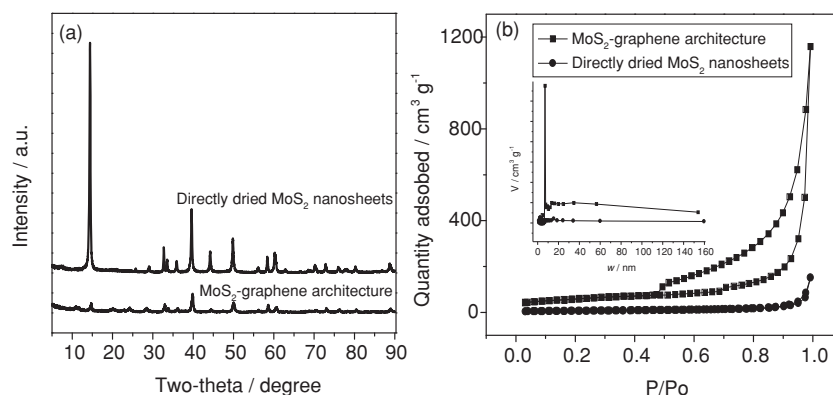 (a)
Intensity / a.u.
Directly dried MoS₂ nanosheets
MoS₂-graphene architecture
10 20 30 40 50 60 70 80 90
Two-theta / degree
(b)
Quantity adsobed / cm³ g⁻¹
1200
800
400
0
MoS₂-graphene architecture
Directly dried MoS₂ nanosheets
V / cm³ g⁻¹
0 20 40 60 80 100 120 140 160
w / nm
0.0 0.2 0.4 0.6 0.8 1.0
P/Po